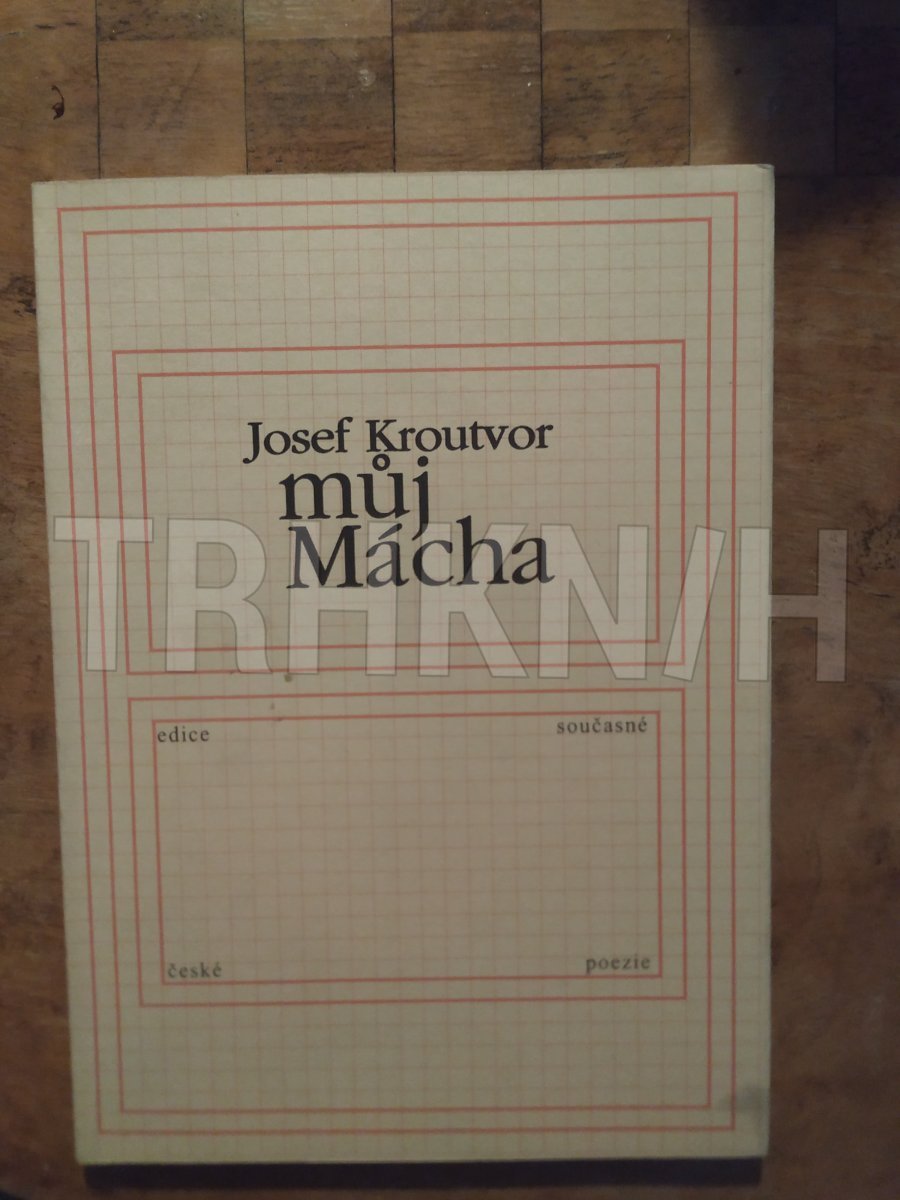 Josef Kroutvor
můj
Mácha
TRHKNIH
edice
současné
české
poezie